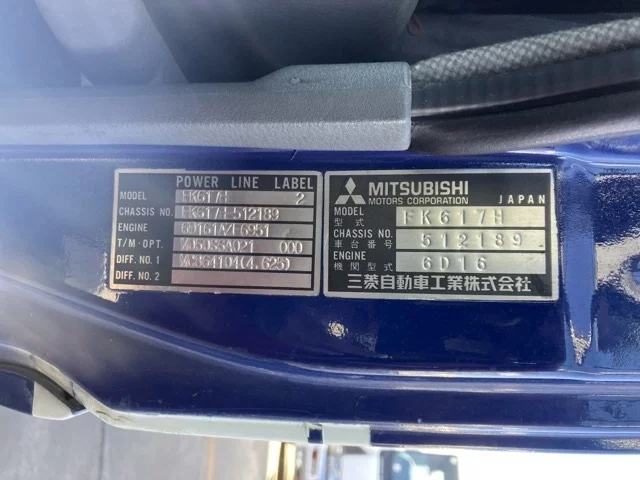 POWER LINE LABEL
MODEL FK617H 2
CHASSIS NO. FK617H-512189
ENGINE
T/M·OPT. 000
DIFF. NO. 1
DIFF. NO. 2
MITSUBISHI
MOTORS CORPORATION JAPAN
MODEL
型式 FK617H
CHASSIS NO.
車台番号 512189
ENGINE
機関型式 6D16
三菱自動車工業株式会社